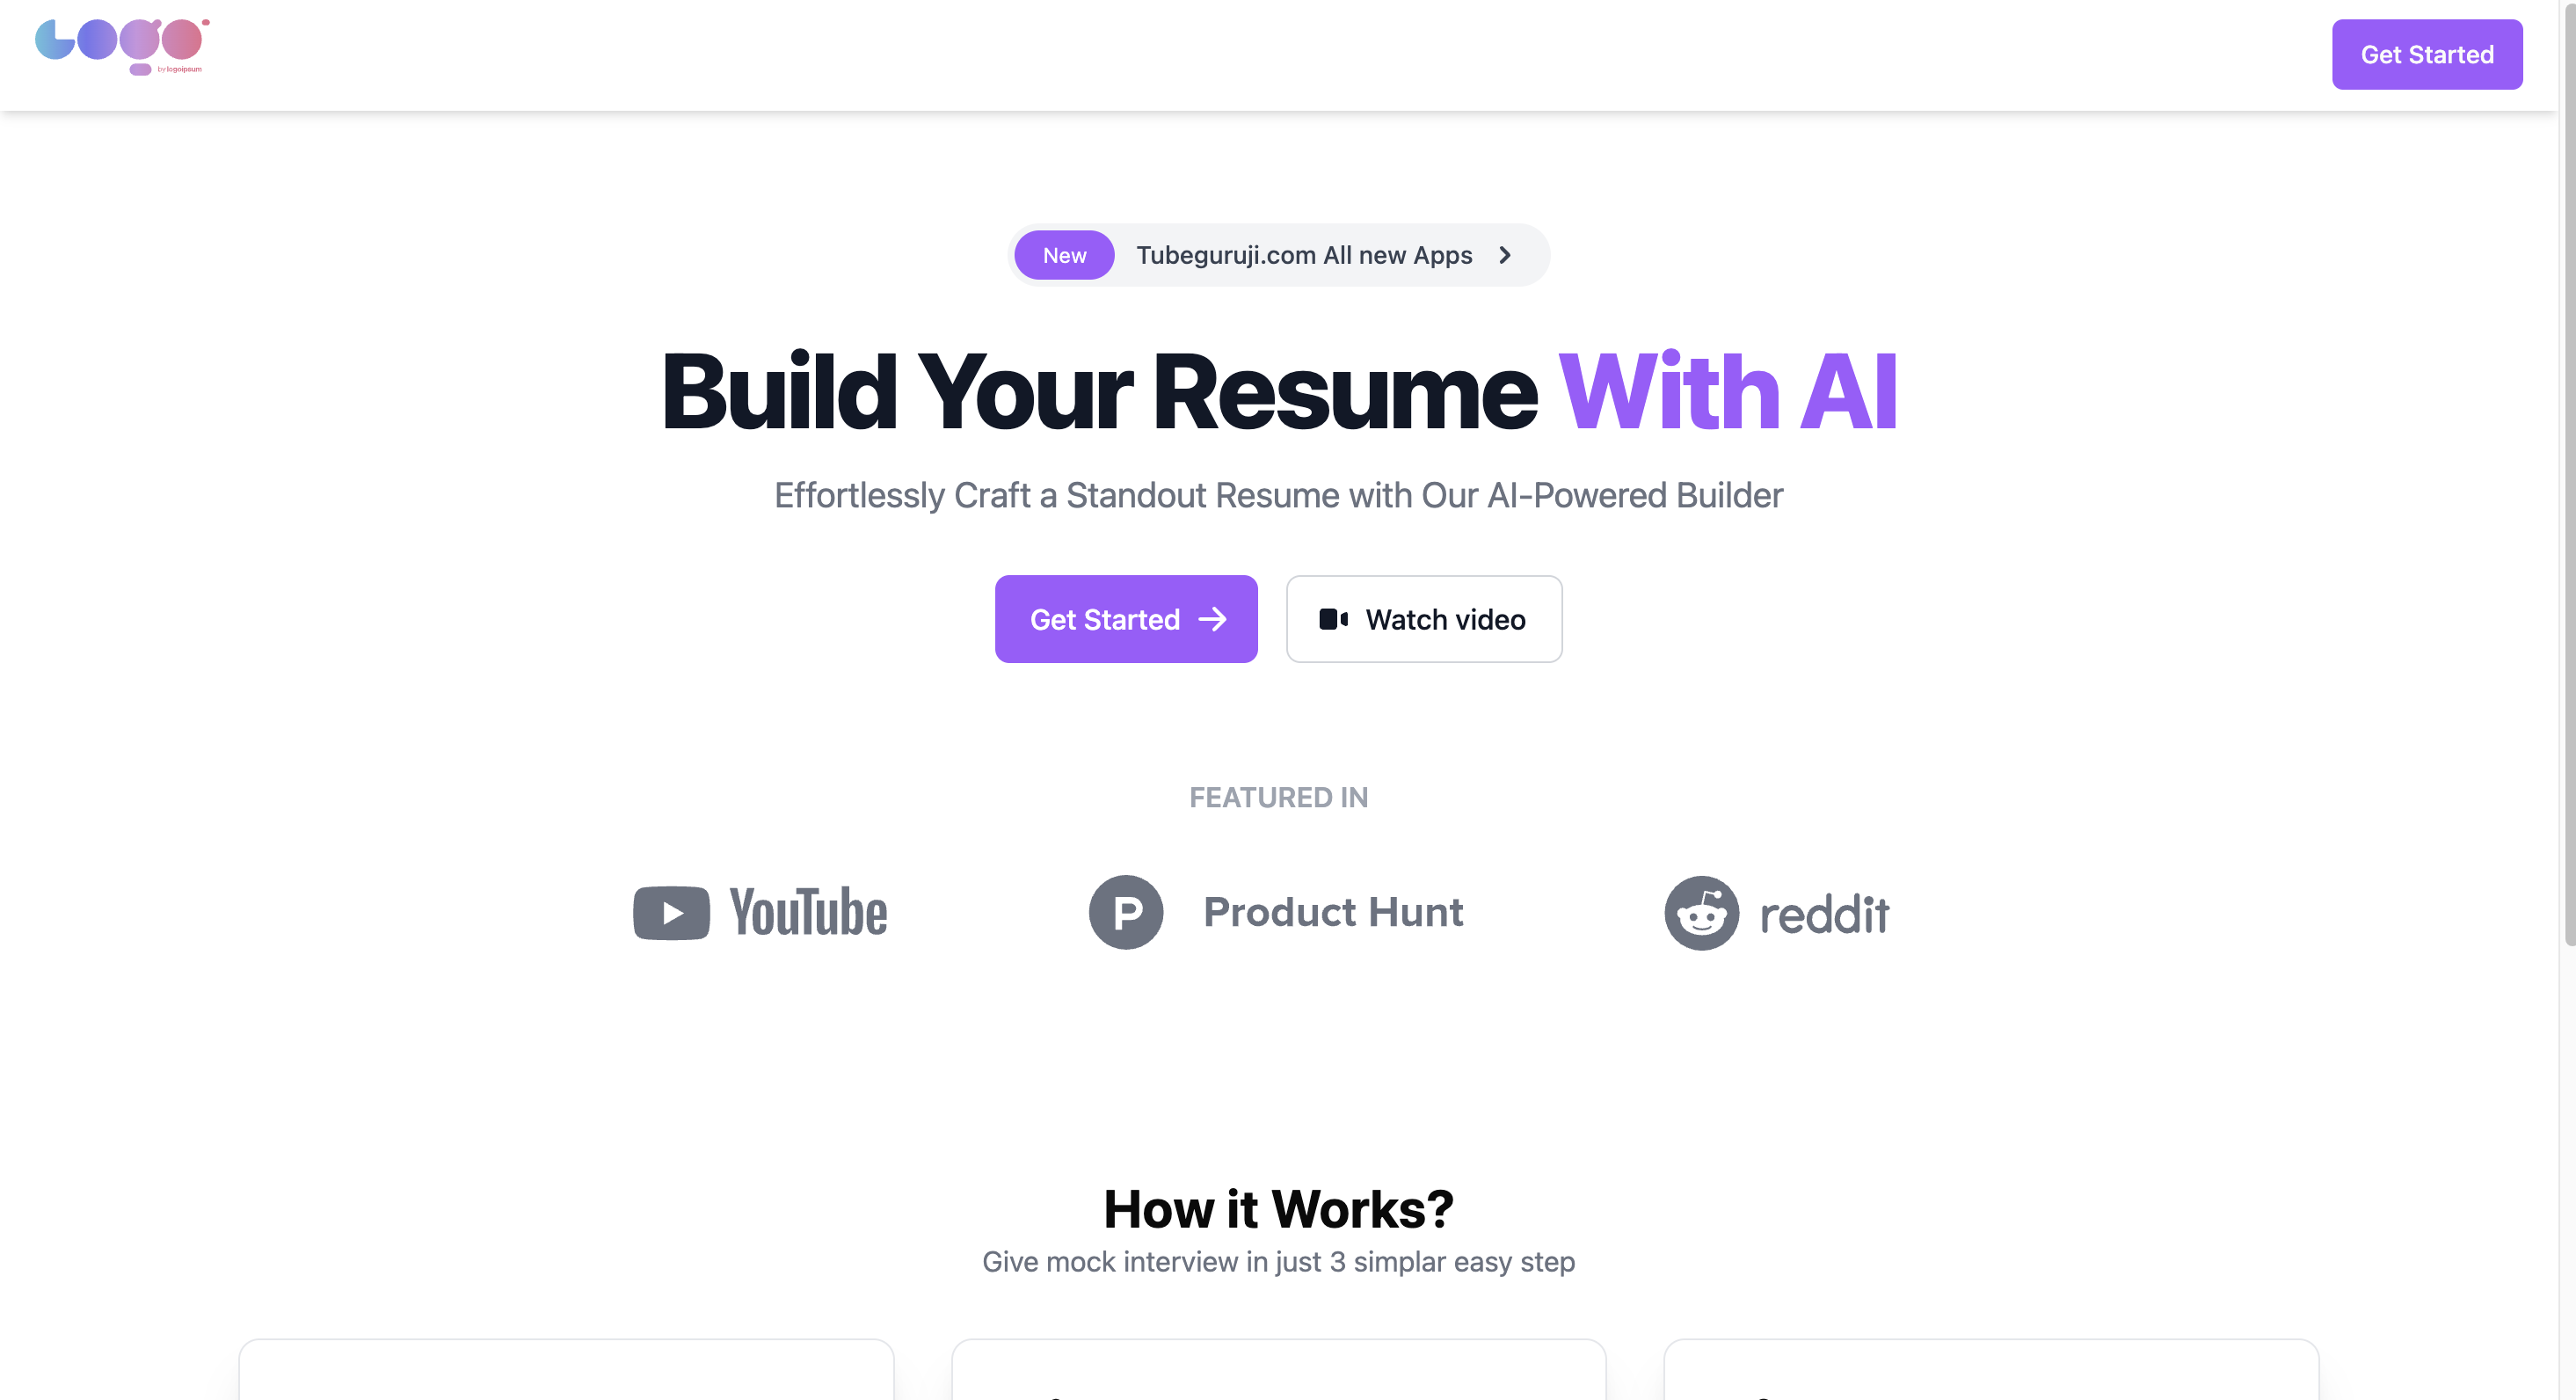 Logo
by logoipsum
Get Started
New Tubeguruji.com All new Apps
Build Your Resume With AI
Effortlessly Craft a Standout Resume with Our AI-Powered Builder
Get Started
Watch video
FEATURED IN
YouTube
Product Hunt
reddit
How it Works?
Give mock interview in just 3 simplar easy step